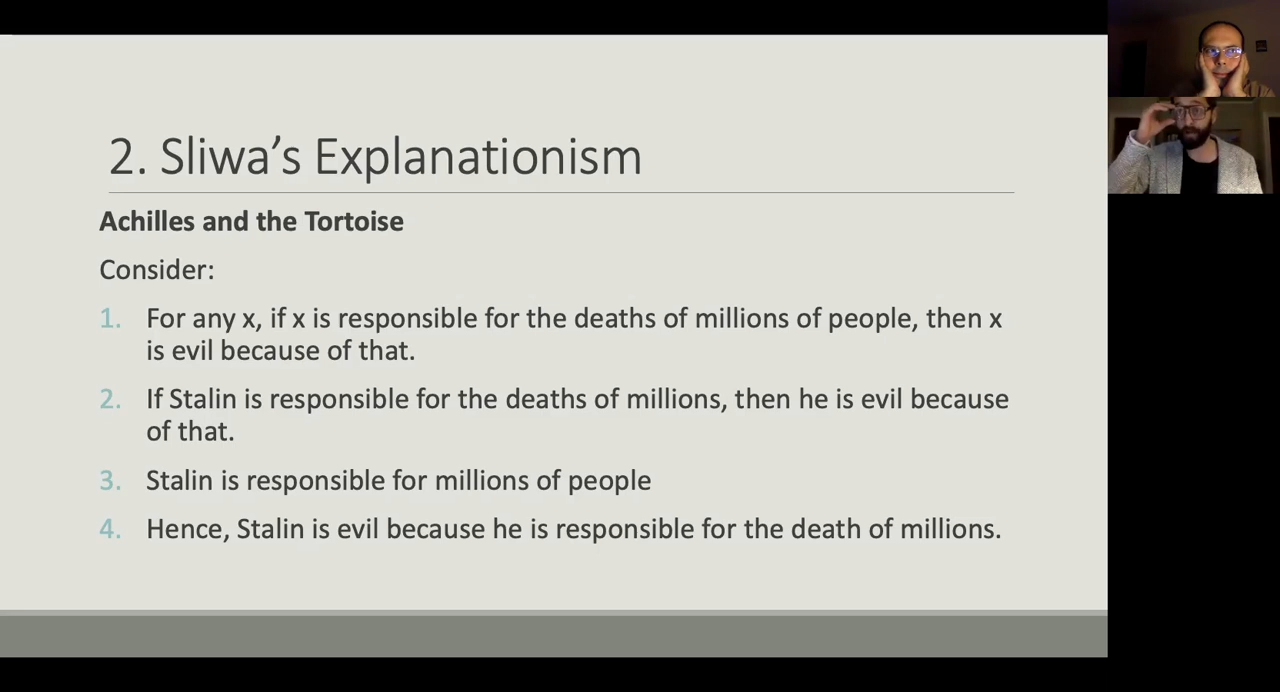 2. Sliwa's Explanationism
Achilles and the Tortoise
Consider:
1. For any x, if x is responsible for the deaths of millions of people, then x
is evil because of that.
2. If Stalin is responsible for the deaths of millions, then he is evil because
of that.
3. Stalin is responsible for millions of people
4. Hence, Stalin is evil because he is responsible for the death of millions.